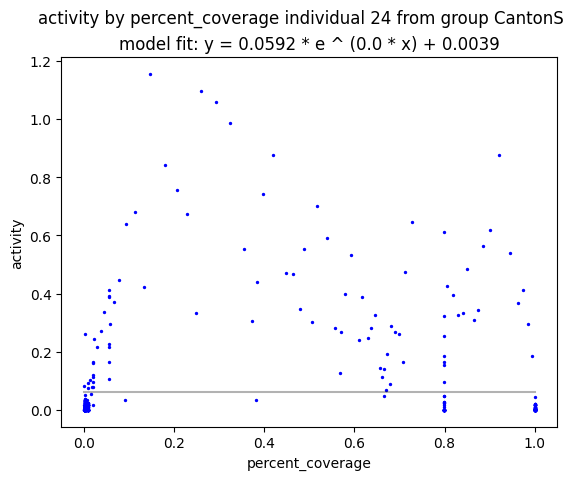 activity by percent_coverage individual 24 from group CantonS
model fit: y = 0.0592 * e ^ (0.0 * x) + 0.0039
1.2
1.0
0.8
0.6
0.4
0.2
0.0
activity
0.0 0.2 0.4 0.6 0.8 1.0
percent_coverage